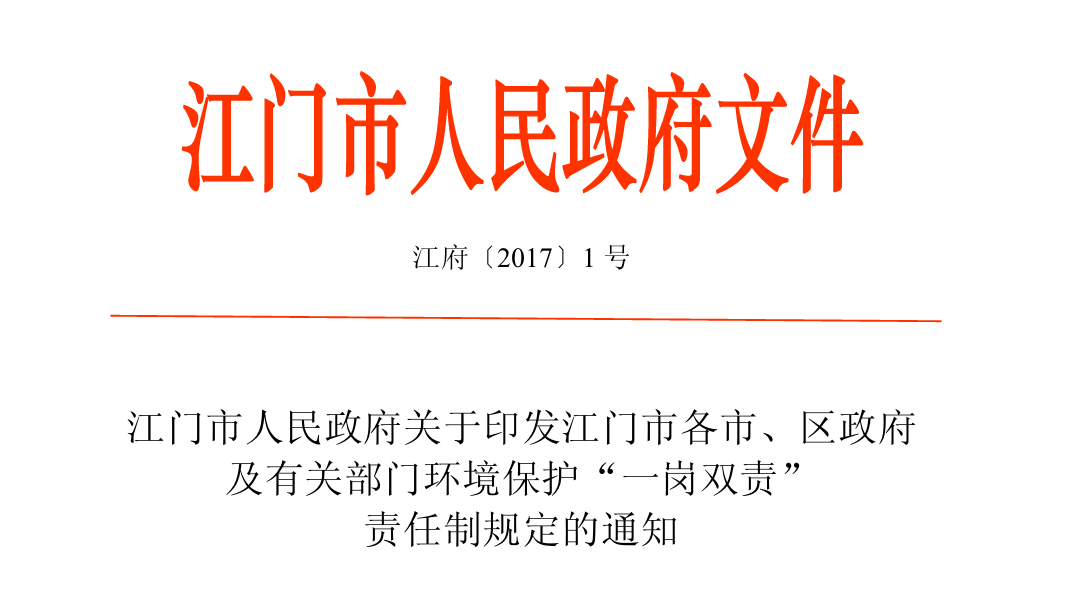 江门市人民政府文件
江府〔2017〕1 号
江门市人民政府关于印发江门市各市、区政府
及有关部门环境保护“一岗双责”
责任制规定的通知